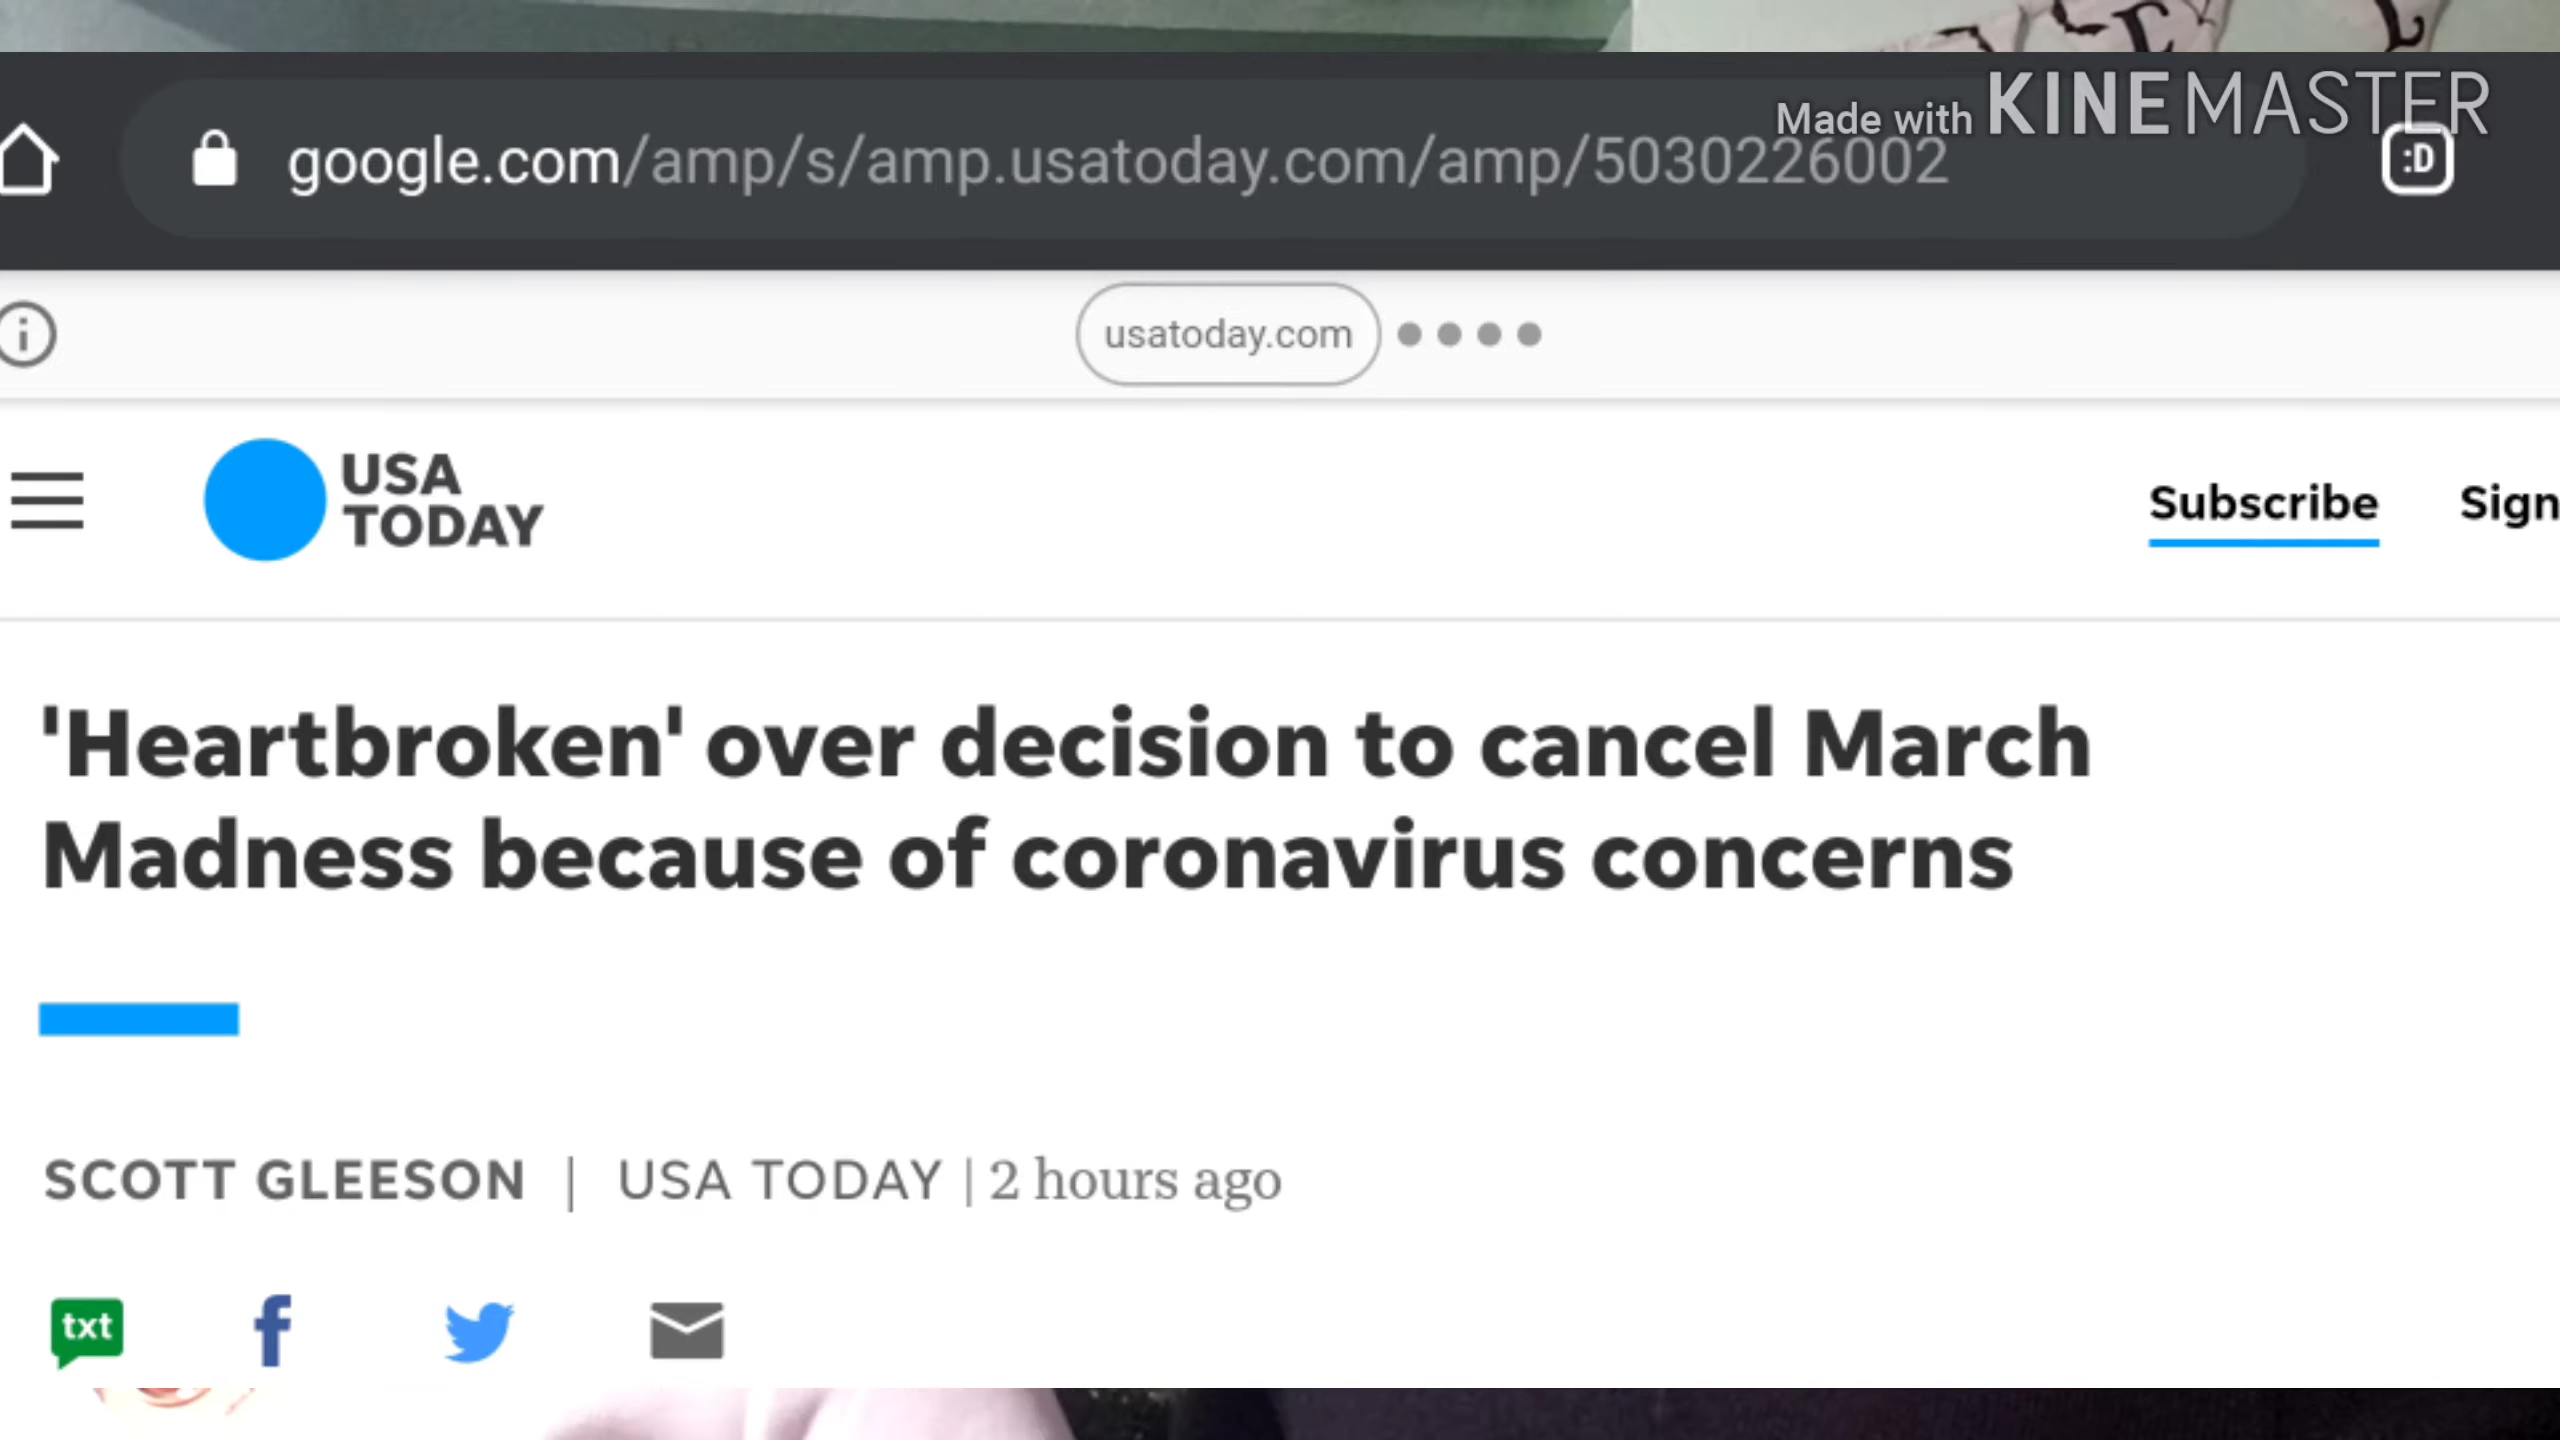 Made with KINEMASTER
google.com/amp/s/amp.usatoday.com/amp/5030226002
:D
usatoday.com
USA
TODAY
Subscribe
Sign
'Heartbroken' over decision to cancel March
Madness because of coronavirus concerns
SCOTT GLEESON | USA TODAY | 2 hours ago
txt